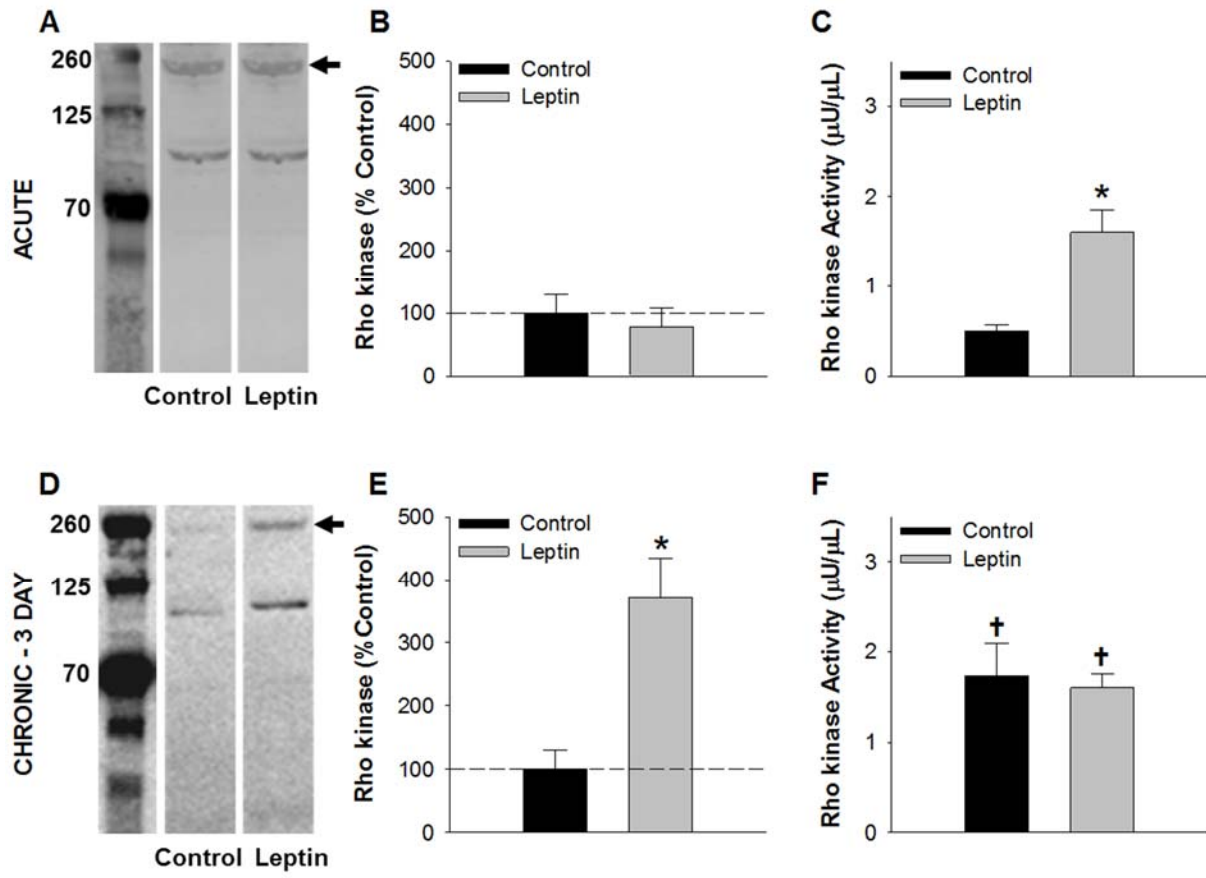 A
260
125
70
ACUTE
Control Leptin
B
Rho kinase (% Control)
500
400
300
200
100
0
Control
Leptin
C
Rho kinase Activity (µU/µL)
3
2
1
0
Control
Leptin
*
D
260
125
70
CHRONIC - 3 DAY
Control Leptin
E
Rho kinase (%Control)
500
400
300
200
100
0
Control
Leptin
*
F
Rho kinase Activity (µU/µL)
3
2
1
0
Control
Leptin
✝ ✝